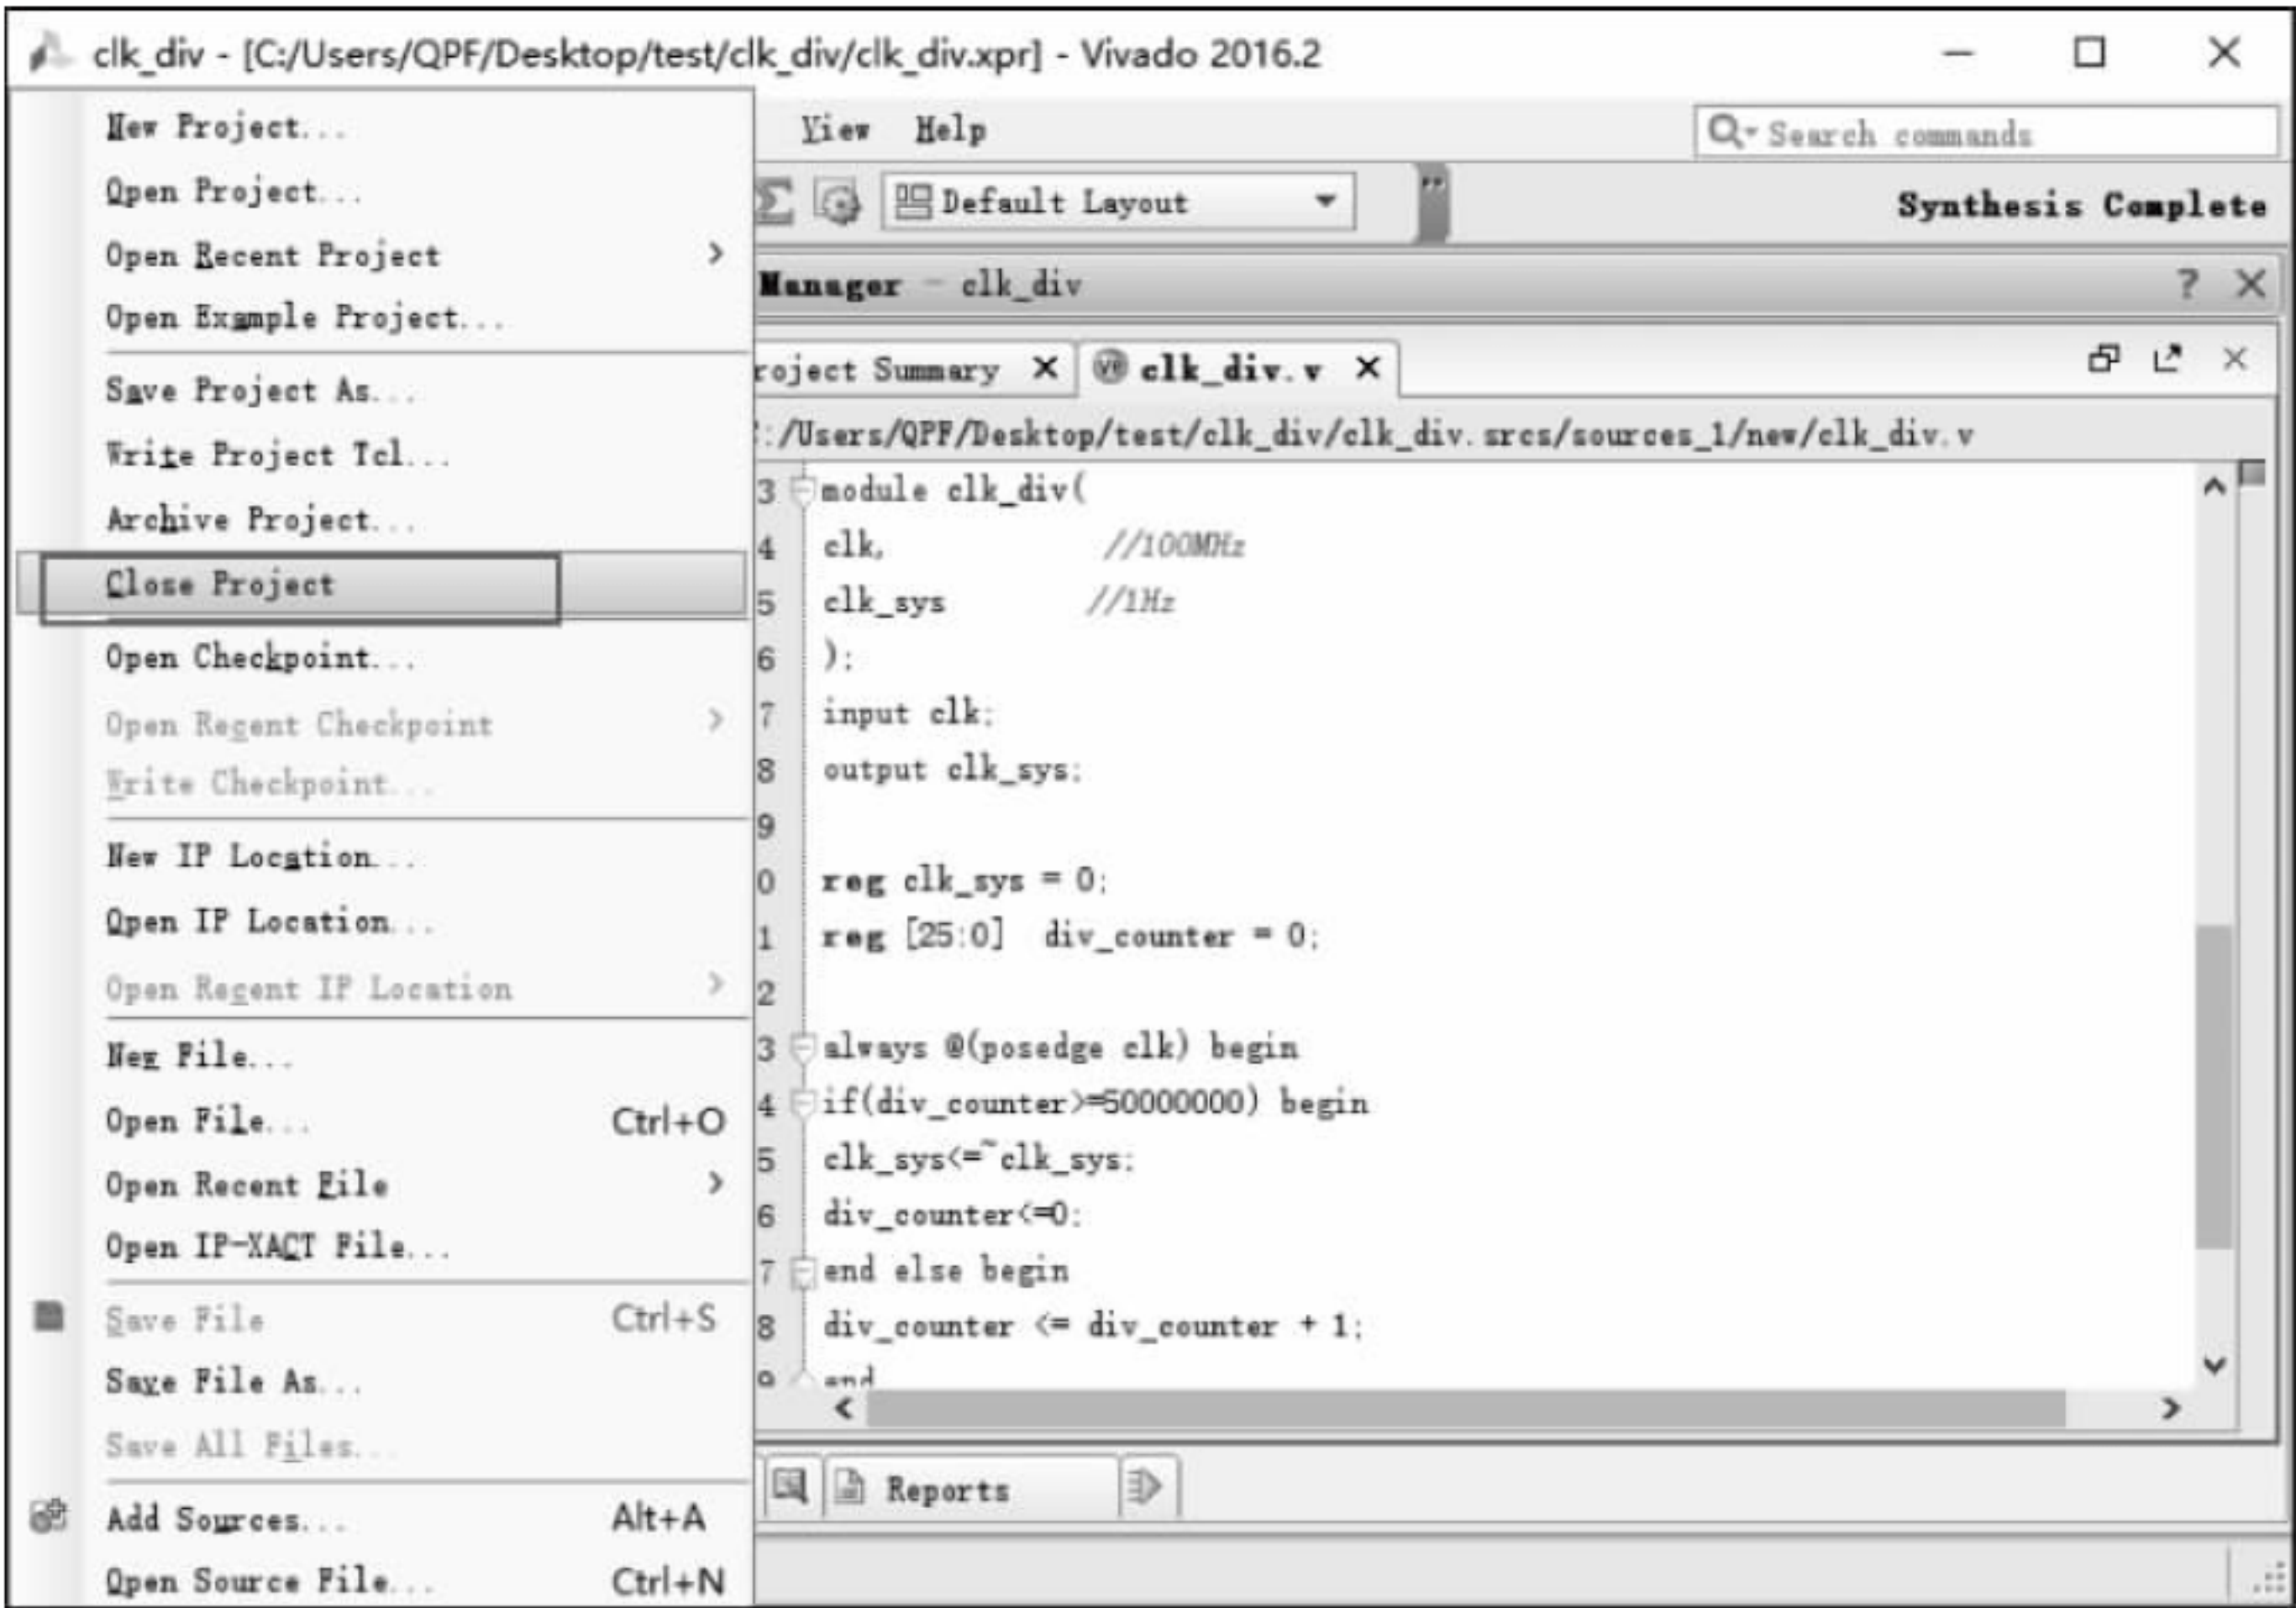 clk_div - [C:/Users/QPF/Desktop/test/clk_div/clk_div.xpr] - Vivado 2016.2
New Project...
Open Project...
Open Recent Project
Open Example Project...
Save Project As...
Write Project Tcl...
Archive Project...
Close Project
Open Checkpoint...
Open Recent Checkpoint
Write Checkpoint...
New IP Location...
Open IP Location...
Open Recent IP Location
New File...
Open File... Ctrl+O
Open Recent File
Open IP-XACT File...
Save File Ctrl+S
Save File As...
Save All Files...
Add Sources... Alt+A
Open Source File... Ctrl+N
View Help
Search commands
Default Layout
Synthesis Complete
Manager - clk_div
roject Summary
clk_div.v
:/Users/QPF/Desktop/test/clk_div/clk_div.srcs/sources_1/new/clk_div.v
3 module clk_div(
4 clk, //100MHz
5 clk_sys //1Hz
6 );
7 input clk;
8 output clk_sys;
9
0 reg clk_sys = 0;
1 reg [25:0] div_counter = 0;
2
3 always @(posedge clk) begin
4 if(div_counter>=50000000) begin
5 clk_sys<=~clk_sys;
6 div_counter<=0;
7 end else begin
8 div_counter <= div_counter + 1;
9 end
Reports